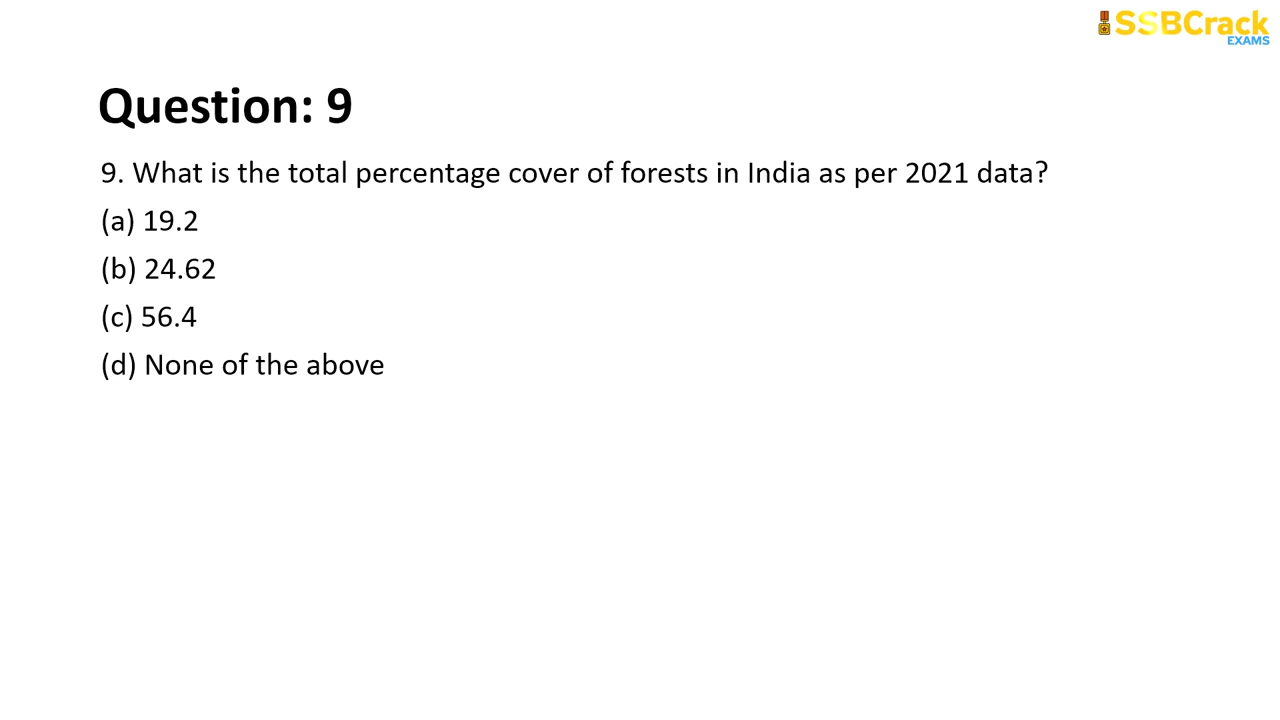 SSBCrack
EXAMS
Question: 9
9. What is the total percentage cover of forests in India as per 2021 data?
(a) 19.2
(b) 24.62
(c) 56.4
(d) None of the above